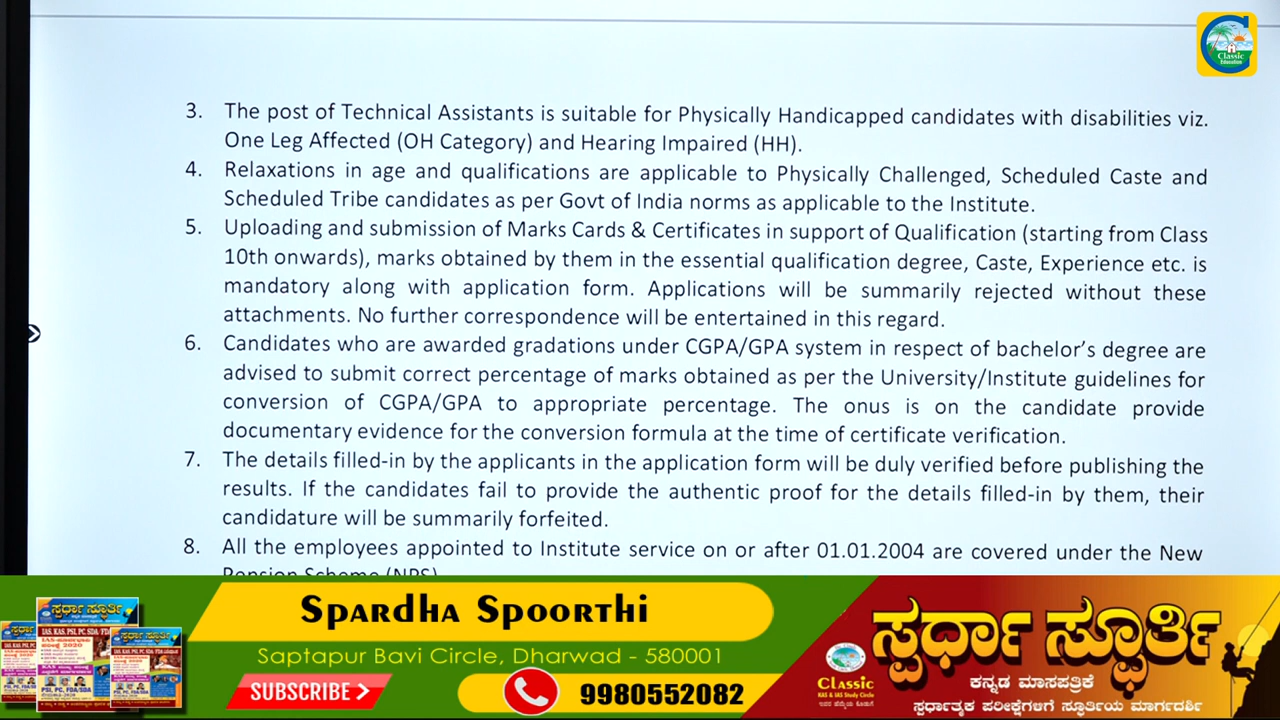 Classic
Education
3. The post of Technical Assistants is suitable for Physically Handicapped candidates with disabilities viz.
One Leg Affected (OH Category) and Hearing Impaired (HH).
4. Relaxations in age and qualifications are applicable to Physically Challenged, Scheduled Caste and
Scheduled Tribe candidates as per Govt of India norms as applicable to the Institute.
5. Uploading and submission of Marks Cards & Certificates in support of Qualification (starting from Class
10th onwards), marks obtained by them in the essential qualification degree, Caste, Experience etc. is
mandatory along with application form. Applications will be summarily rejected without these
attachments. No further correspondence will be entertained in this regard.
6. Candidates who are awarded gradations under CGPA/GPA system in respect of bachelor's degree are
advised to submit correct percentage of marks obtained as per the University/Institute guidelines for
conversion of CGPA/GPA to appropriate percentage. The onus is on the candidate provide
documentary evidence for the conversion formula at the time of certificate verification.
7. The details filled-in by the applicants in the application form will be duly verified before publishing the
results. If the candidates fail to provide the authentic proof for the details filled-in by them, their
candidature will be summarily forfeited.
8. All the employees appointed to Institute service on or after 01.01.2004 are covered under the New
Pension Scheme (NPS)
Spardha Spoorthi
Saptapur Bavi Circle, Dharwad - 580001
SUBSCRIBE
9980552082
ಸ್ಪರ್ಧಾ ಸ್ಫೂರ್ತಿ
ಕನ್ನಡ ಮಾಸಪತ್ರಿಕೆ
ಸ್ಪರ್ಧಾತ್ಮಕ ಪರೀಕ್ಷೆಗಳಿಗೆ ಸ್ಫೂರ್ತಿಯ ಮಾರ್ಗದರ್ಶಿ
Classic
KAS & IAS Study Circle
ಸ್ಪರ್ಧಾ ಸ್ಫೂರ್ತಿ